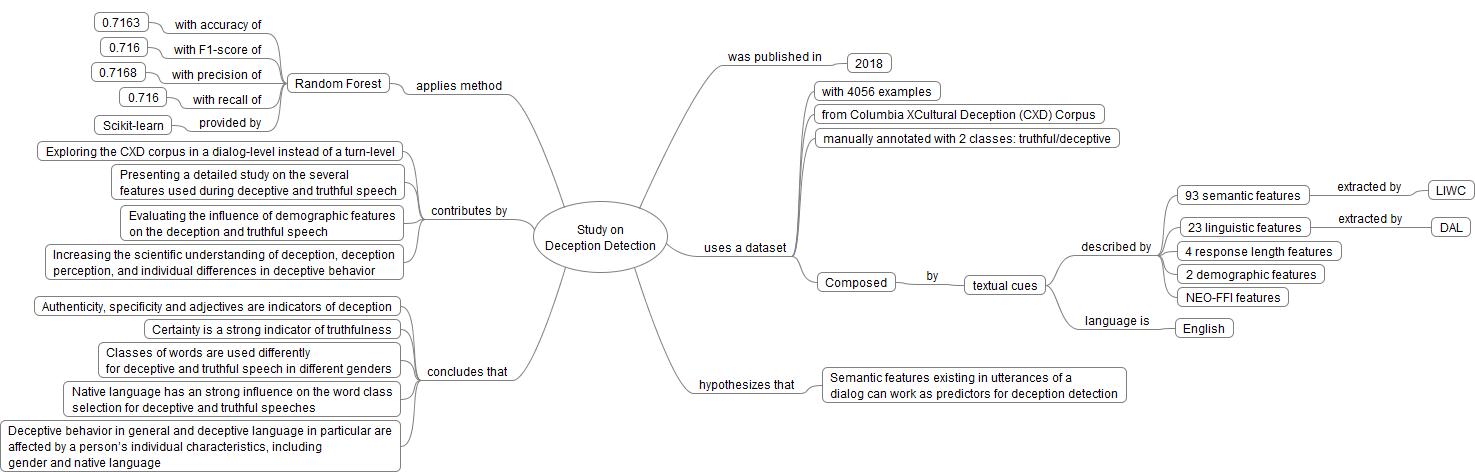 0.7163
with accuracy of
0.716
with F1-score of
0.7168
with precision of
0.716
with recall of
Scikit-learn
provided by
Random Forest
applies method
Exploring the CXD corpus in a dialog-level instead of a turn-level
Presenting a detailed study on the several
features used during deceptive and truthful speech
Evaluating the influence of demographic features
on the deception and truthful speech
Increasing the scientific understanding of deception, deception
perception, and individual differences in deceptive behavior
contributes by
Authenticity, specificity and adjectives are indicators of deception
Certainty is a strong indicator of truthfulness
Classes of words are used differently
for deceptive and truthful speech in different genders
Native language has an strong influence on the word class
selection for deceptive and truthful speeches
Deceptive behavior in general and deceptive language in particular are
affected by a person's individual characteristics, including
gender and native language
concludes that
Study on
Deception Detection
was published in
2018
uses a dataset
with 4056 examples
from Columbia XCultural Deception (CXD) Corpus
manually annotated with 2 classes: truthful/deceptive
Composed
by
textual cues
described by
93 semantic features
extracted by
LIWC
23 linguistic features
extracted by
DAL
4 response length features
2 demographic features
NEO-FFI features
language is
English
hypothesizes that
Semantic features existing in utterances of a
dialog can work as predictors for deception detection